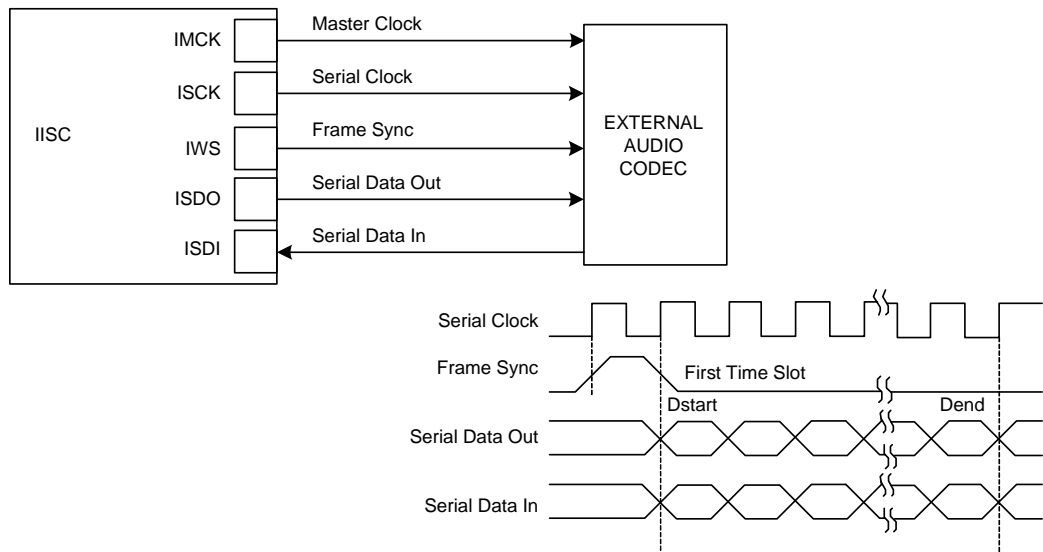 IISC
IMCK
Master Clock
ISCK
Serial Clock
IWS
Frame Sync
ISDO
Serial Data Out
ISDI
Serial Data In
EXTERNAL
AUDIO
CODEC
Serial Clock
Frame Sync
First Time Slot
Dstart
Dend
Serial Data Out
Serial Data In